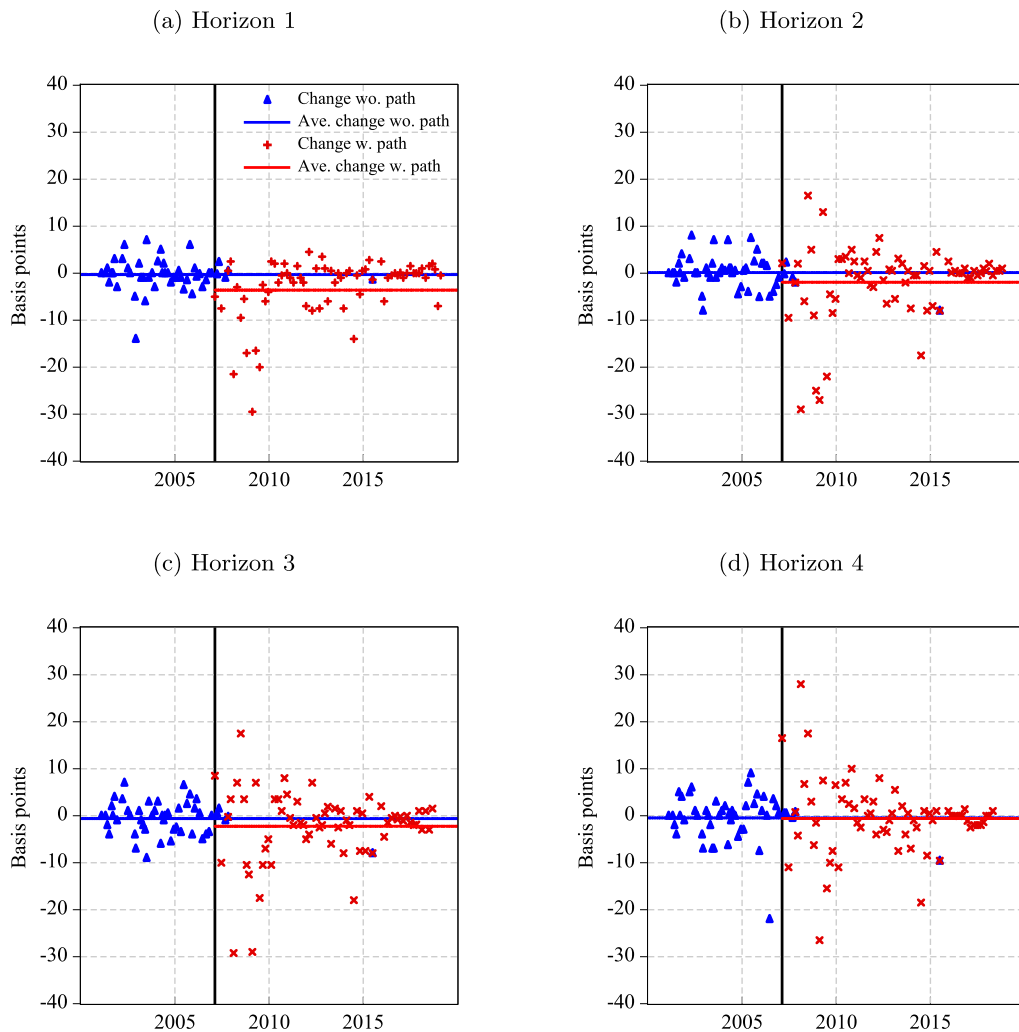 (a) Horizon 1
Basis points
40
30
20
10
0
-10
-20
-30
-40
2005 2010 2015
Change wo. path
Ave. change wo. path
Change w. path
Ave. change w. path
(b) Horizon 2
Basis points
40
30
20
10
0
-10
-20
-30
-40
2005 2010 2015
(c) Horizon 3
Basis points
40
30
20
10
0
-10
-20
-30
-40
2005 2010 2015
(d) Horizon 4
Basis points
40
30
20
10
0
-10
-20
-30
-40
2005 2010 2015